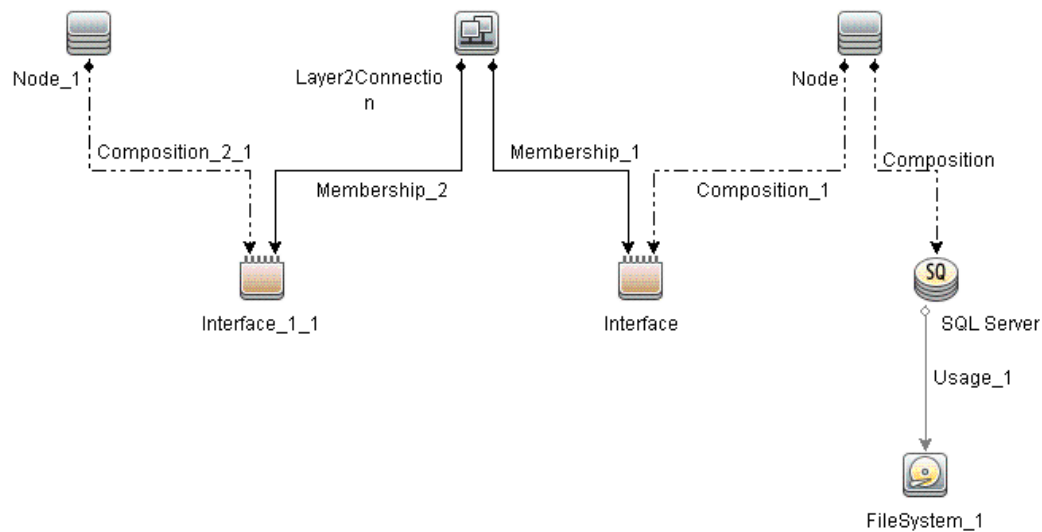 Node_1
Layer2Connectio
n
Node
Composition_2_1
Membership_1
Composition
Membership_2
Composition_1
SQ
Interface_1_1
Interface
SQL Server
Usage_1
FileSystem_1